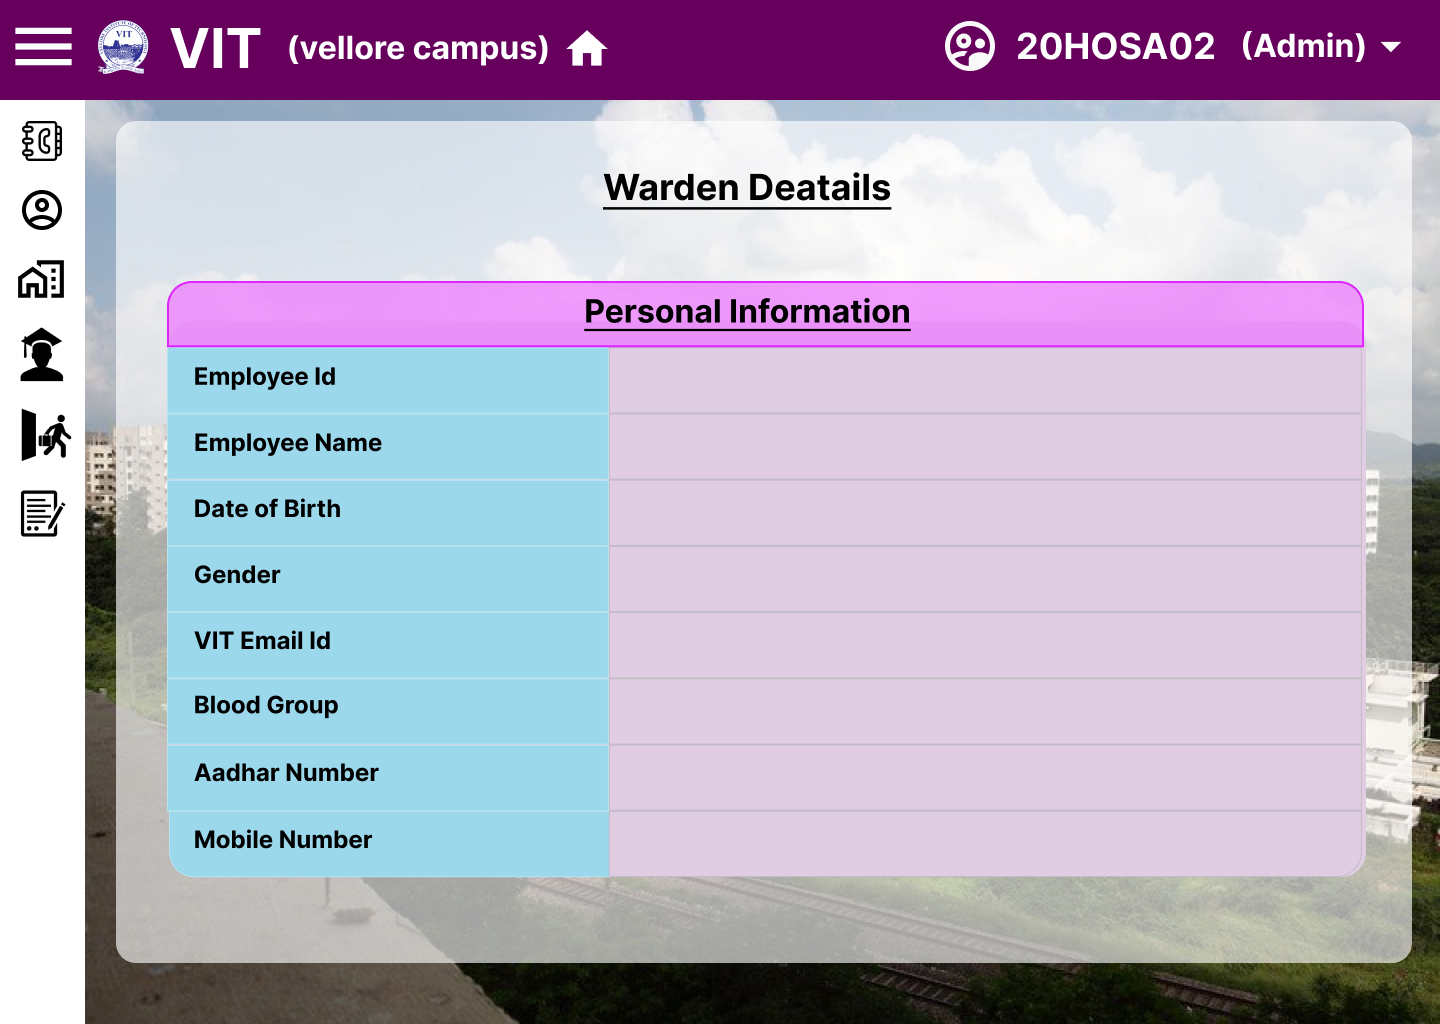 VIT (vellore campus) 20HOSA02 (Admin)
VIT
Warden Deatails
Personal Information
Employee Id
Employee Name
Date of Birth
Gender
VIT Email Id
Blood Group
Aadhar Number
Mobile Number